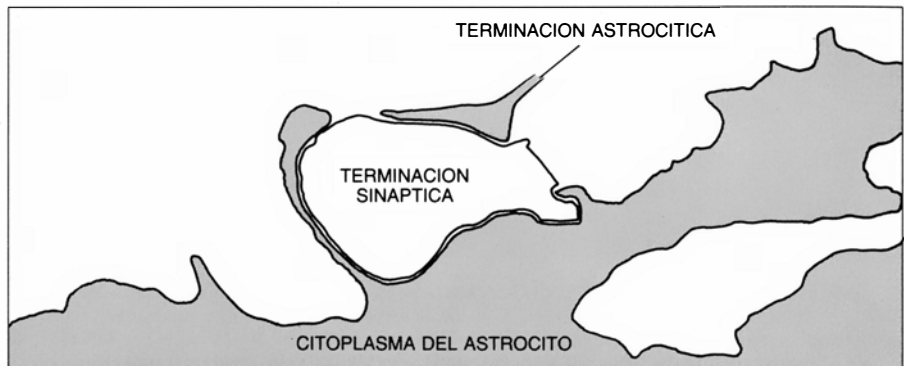 TERMINACION ASTROCITICA
TERMINACION
SINAPTICA
CITOPLASMA DEL ASTROCITO